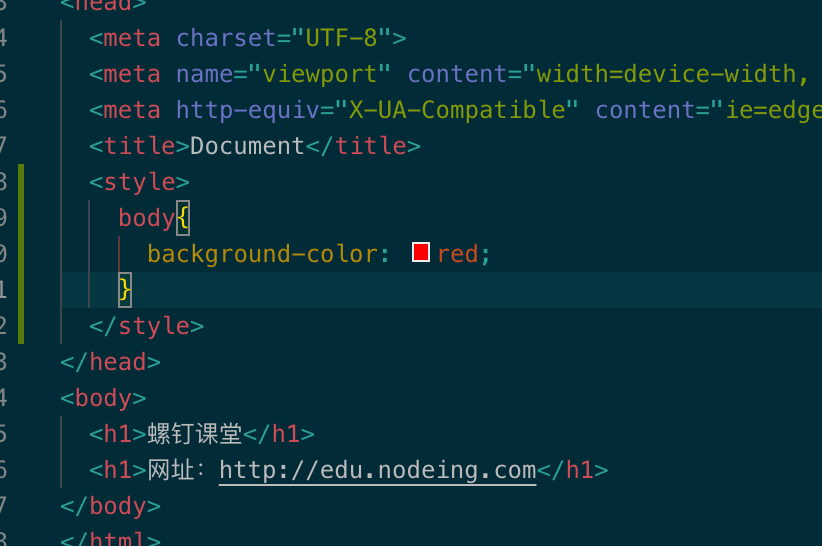 <head>
4 <meta charset="UTF-8">
5 <meta name="viewport" content="width=device-width,
6 <meta http-equiv="X-UA-Compatible" content="ie=edge
7 <title>Document</title>
8 <style>
9 body{
0 background-color: red;
1 }
2 </style>
3 </head>
4 <body>
5 <h1>螺钉课堂</h1>
6 <h1>网址：http://edu.nodeing.com</h1>
7 </body>
8 </html>